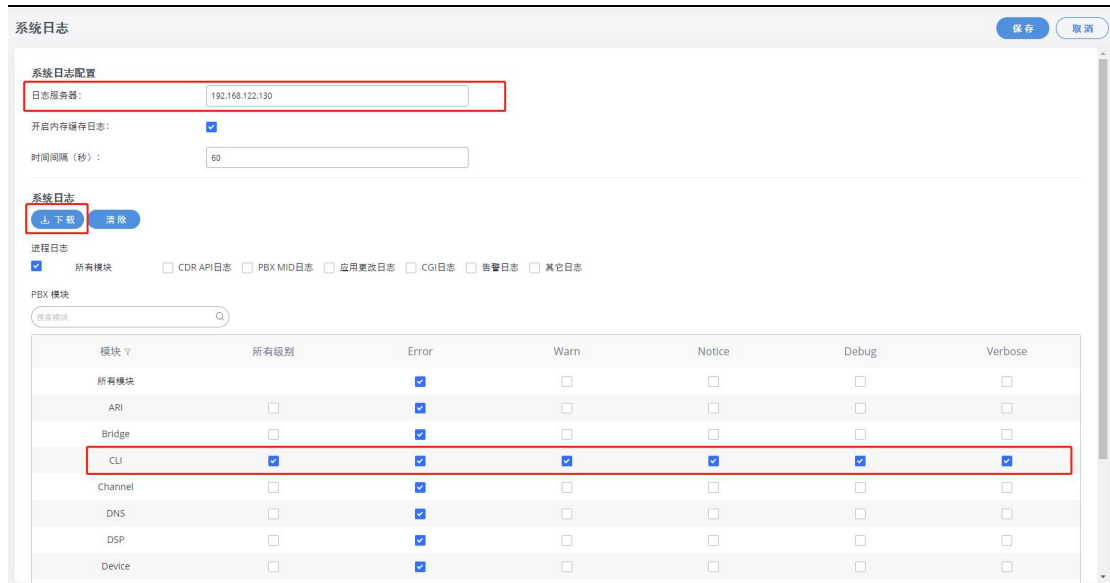 系统日志
保存 取消
系统日志配置
日志服务器: 192.168.122.130
开启内存缓存日志:
时间间隔（秒）: 60
系统日志
下载 清除
进程日志
所有模块 CDR API日志 PBX MID日志 应用更改日志 CGI日志 告警日志 其它日志
PBX 模块
搜索模块
模块 所有级别 Error Warn Notice Debug Verbose
所有模块
ARI
Bridge
CLI
Channel
DNS
DSP
Device